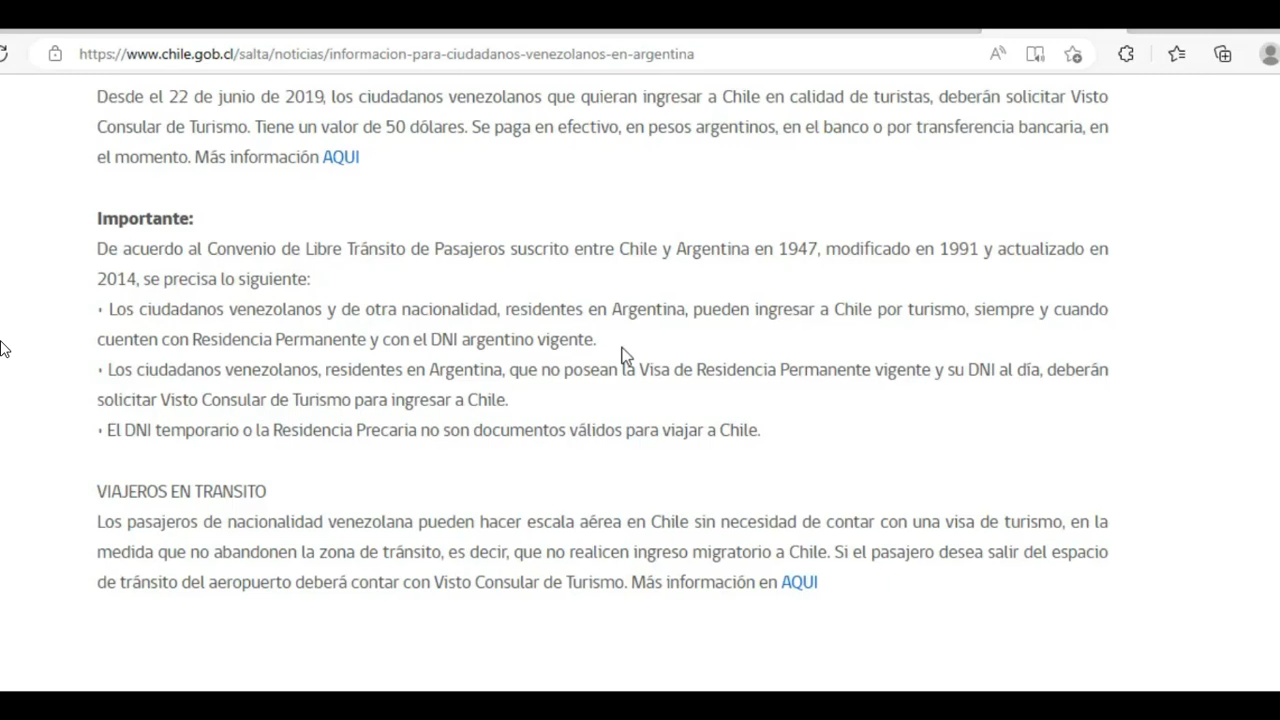 https://www.chile.gob.cl/salta/noticias/informacion-para-ciudadanos-venezolanos-en-argentina
Desde el 22 de junio de 2019, los ciudadanos venezolanos que quieran ingresar a Chile en calidad de turistas, deberán solicitar Visto
Consular de Turismo. Tiene un valor de 50 dólares. Se paga en efectivo, en pesos argentinos, en el banco o por transferencia bancaria, en
el momento. Más información AQUI
Importante:
De acuerdo al Convenio de Libre Tránsito de Pasajeros suscrito entre Chile y Argentina en 1947, modificado en 1991 y actualizado en
2014, se precisa lo siguiente:
• Los ciudadanos venezolanos y de otra nacionalidad, residentes en Argentina, pueden ingresar a Chile por turismo, siempre y cuando
cuenten con Residencia Permanente y con el DNI argentino vigente.
• Los ciudadanos venezolanos, residentes en Argentina, que no posean la Visa de Residencia Permanente vigente y su DNI al día, deberán
solicitar Visto Consular de Turismo para ingresar a Chile.
• El DNI temporario o la Residencia Precaria no son documentos válidos para viajar a Chile.
VIAJEROS EN TRANSITO
Los pasajeros de nacionalidad venezolana pueden hacer escala aérea en Chile sin necesidad de contar con una visa de turismo, en la
medida que no abandonen la zona de tránsito, es decir, que no realicen ingreso migratorio a Chile. Si el pasajero desea salir del espacio
de tránsito del aeropuerto deberá contar con Visto Consular de Turismo. Más información en AQUI